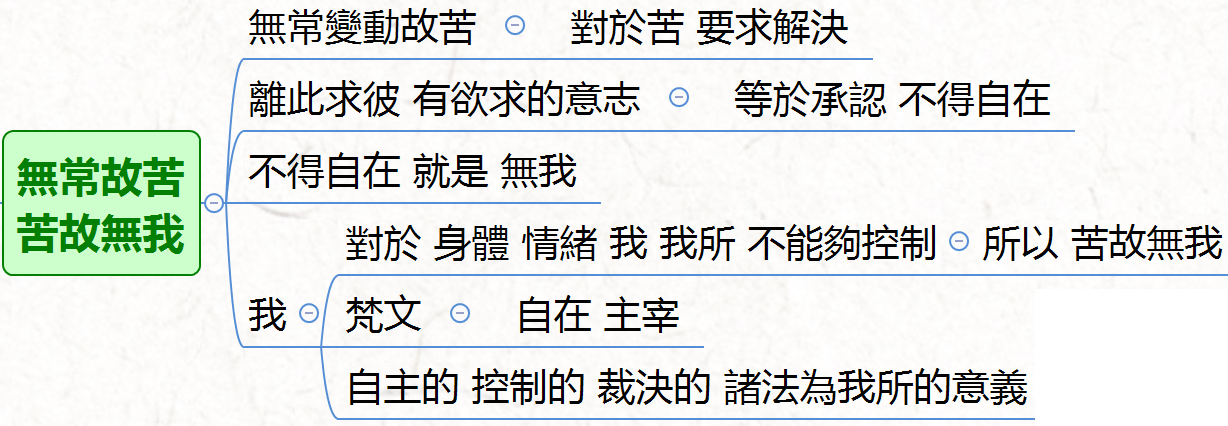 無常故苦
苦故無我
無常變動故苦 對於苦 要求解決
離此求彼 有欲求的意志 等於承認 不得自在
不得自在 就是 無我
我
對於 身體 情緒 我 我所 不能夠控制 所以 苦故無我
梵文 自在 主宰
自主的 控制的 裁決的 諸法為我所的意義